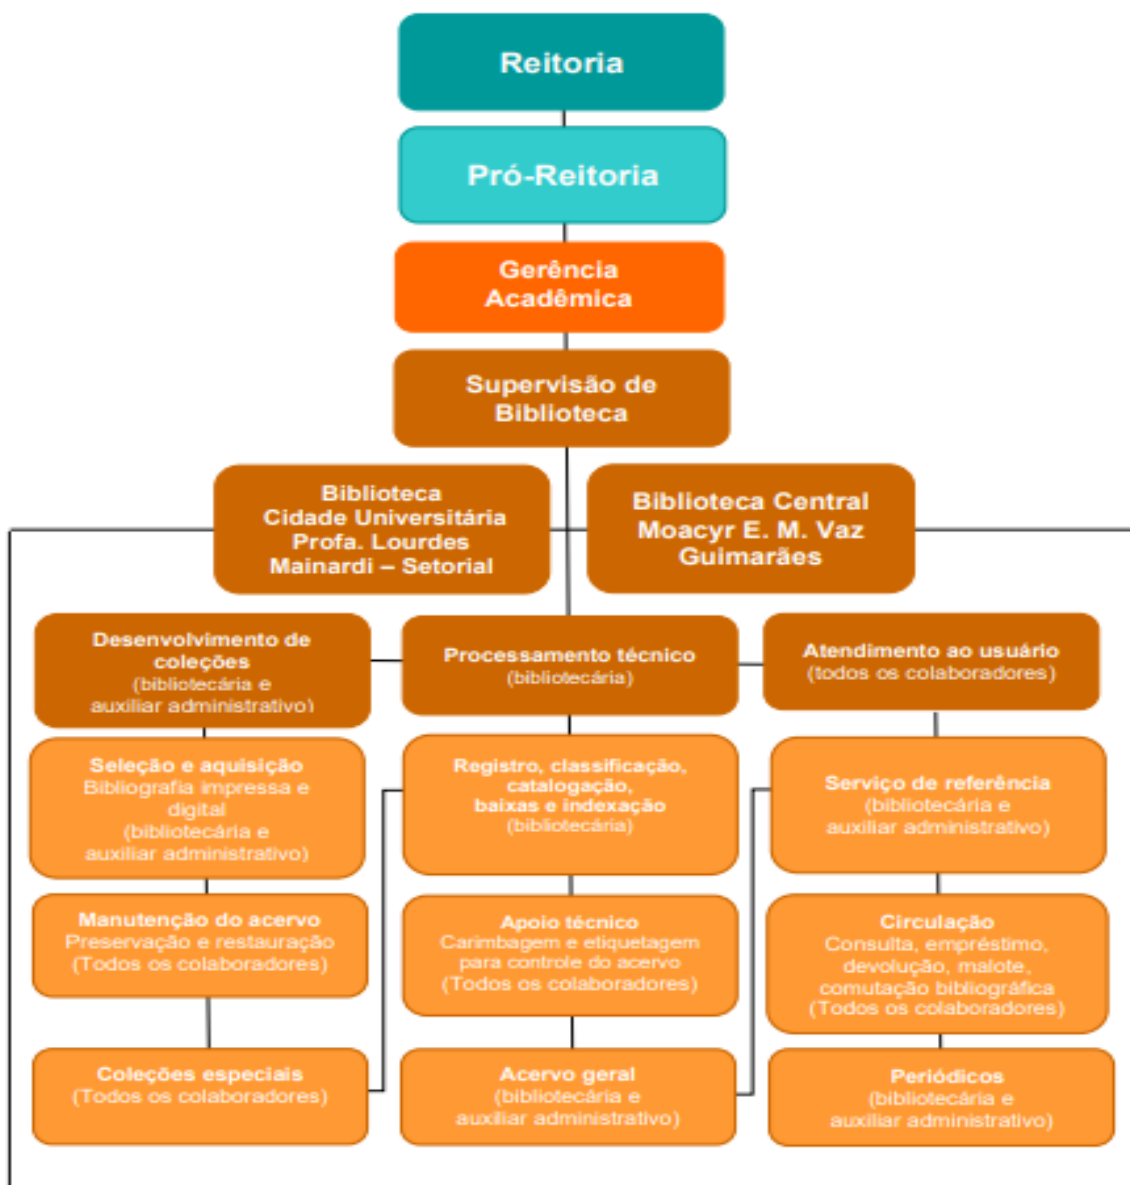 Reitoria
Pró-Reitoria
Gerência
Acadêmica
Supervisão de
Biblioteca
Biblioteca
Cidade Universitária
Profa. Lourdes
Mainardi – Setorial
Biblioteca Central
Moacyr E. M. Vaz
Guimarães
Desenvolvimento de
coleções
(bibliotecária e
auxiliar administrativo)
Processamento técnico
(bibliotecária)
Atendimento ao usuário
(todos os colaboradores)
Seleção e aquisição
Bibliografia impressa e
digital
(bibliotecária e
auxiliar administrativo)
Registro, classificação,
catalogação,
baixas e indexação
(bibliotecária)
Serviço de referência
(bibliotecária e
auxiliar administrativo)
Manutenção do acervo
Preservação e restauração
(Todos os colaboradores)
Apoio técnico
Carimbagem e etiquetagem
para controle do acervo
(Todos os colaboradores)
Circulação
Consulta, empréstimo,
devolução, malote,
comutação bibliográfica
(Todos os colaboradores)
Coleções especiais
(Todos os colaboradores)
Acervo geral
(bibliotecária e
auxiliar administrativo)
Periódicos
(bibliotecária e
auxiliar administrativo)